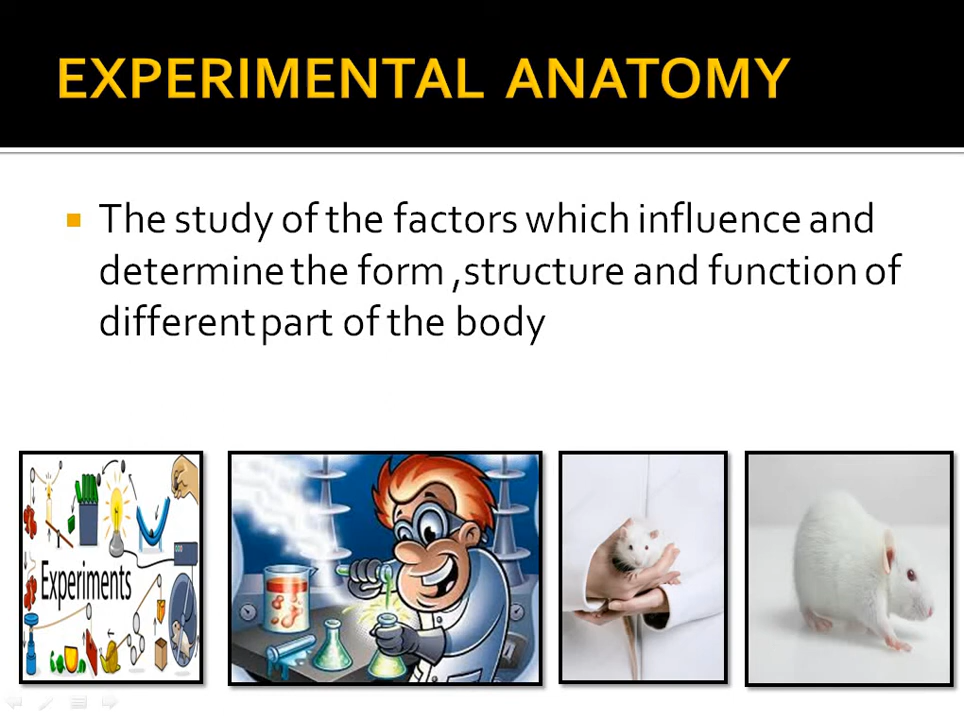 EXPERIMENTAL ANATOMY
The study of the factors which influence and
determine the form ,structure and function of
different part of the body
Experiments